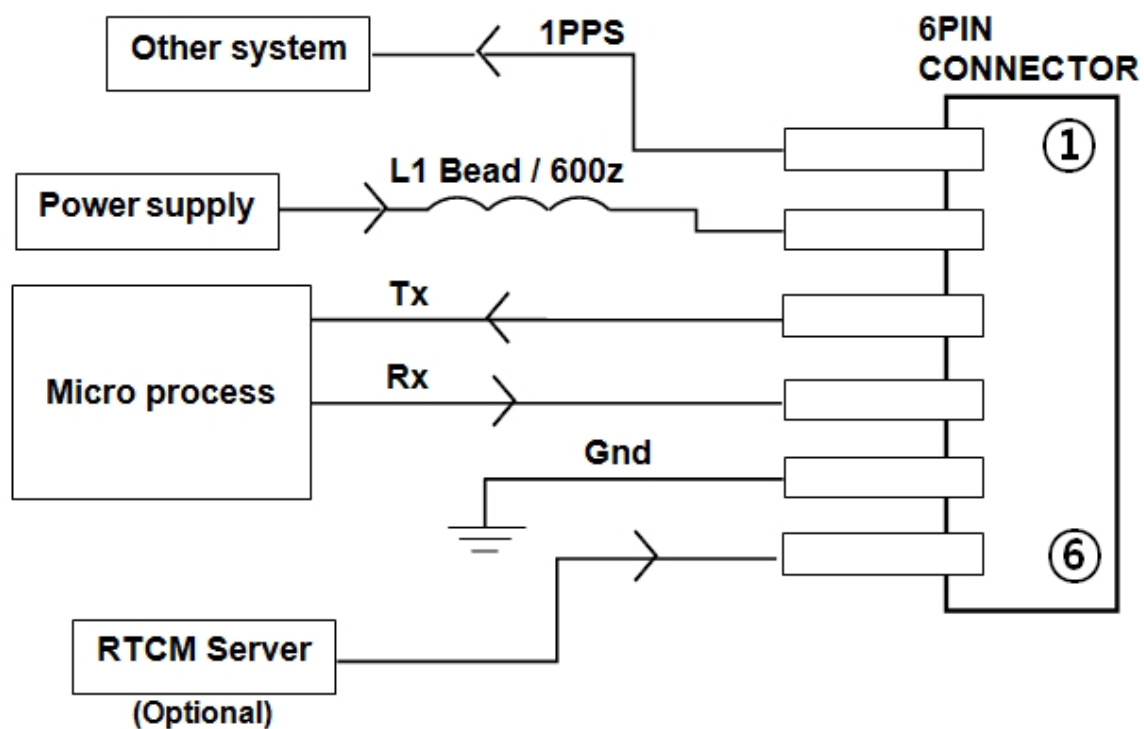 Other system
1PPS
6PIN
CONNECTOR
①
L1 Bead / 600z
Power supply
Tx
Micro process
Rx
Gnd
⑥
RTCM Server
(Optional)